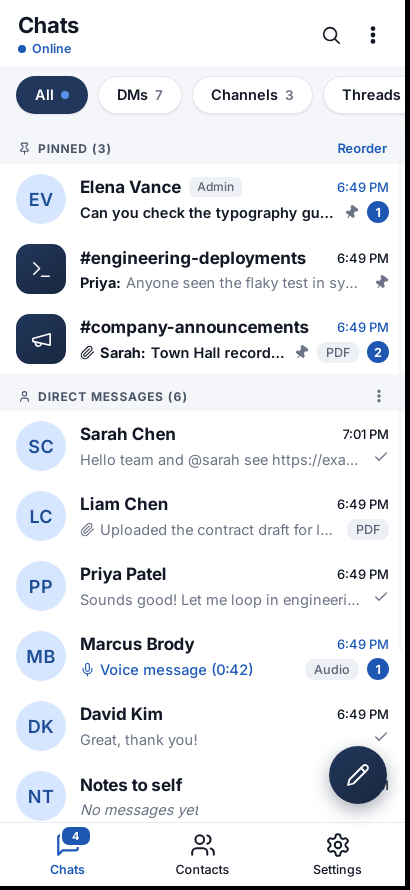 Chats
Online
All
DMs 7
Channels 3
Threads
PINNED (3)
Reorder
EV
Elena Vance Admin 6:49 PM
Can you check the typography gu... 1
#engineering-deployments 6:49 PM
Priya: Anyone seen the flaky test in sy...
#company-announcements 6:49 PM
Sarah: Town Hall record... PDF 2
DIRECT MESSAGES (6)
SC
Sarah Chen 7:01 PM
Hello team and @sarah see https://exa...
LC
Liam Chen 6:49 PM
Uploaded the contract draft for l... PDF
PP
Priya Patel 6:49 PM
Sounds good! Let me loop in engineeri...
MB
Marcus Brody 6:49 PM
Voice message (0:42) Audio 1
DK
David Kim 6:49 PM
Great, thank you!
NT
Notes to self
No messages yet
4
Chats
Contacts
Settings